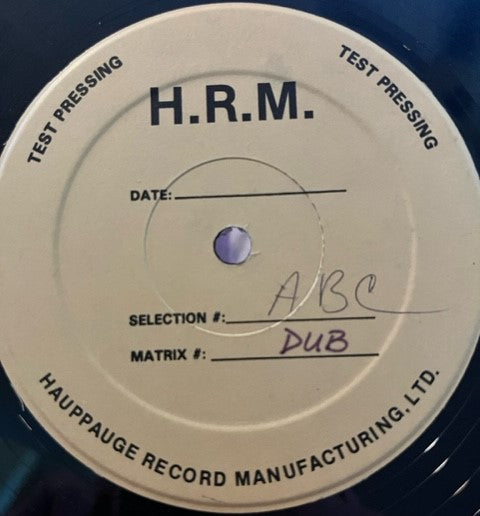 TEST PRESSING
TEST PRESSING
H.R.M.
DATE:
SELECTION #: ABC
MATRIX #: DUB
HAUPPAUGE RECORD MANUFACTURING, LTD.